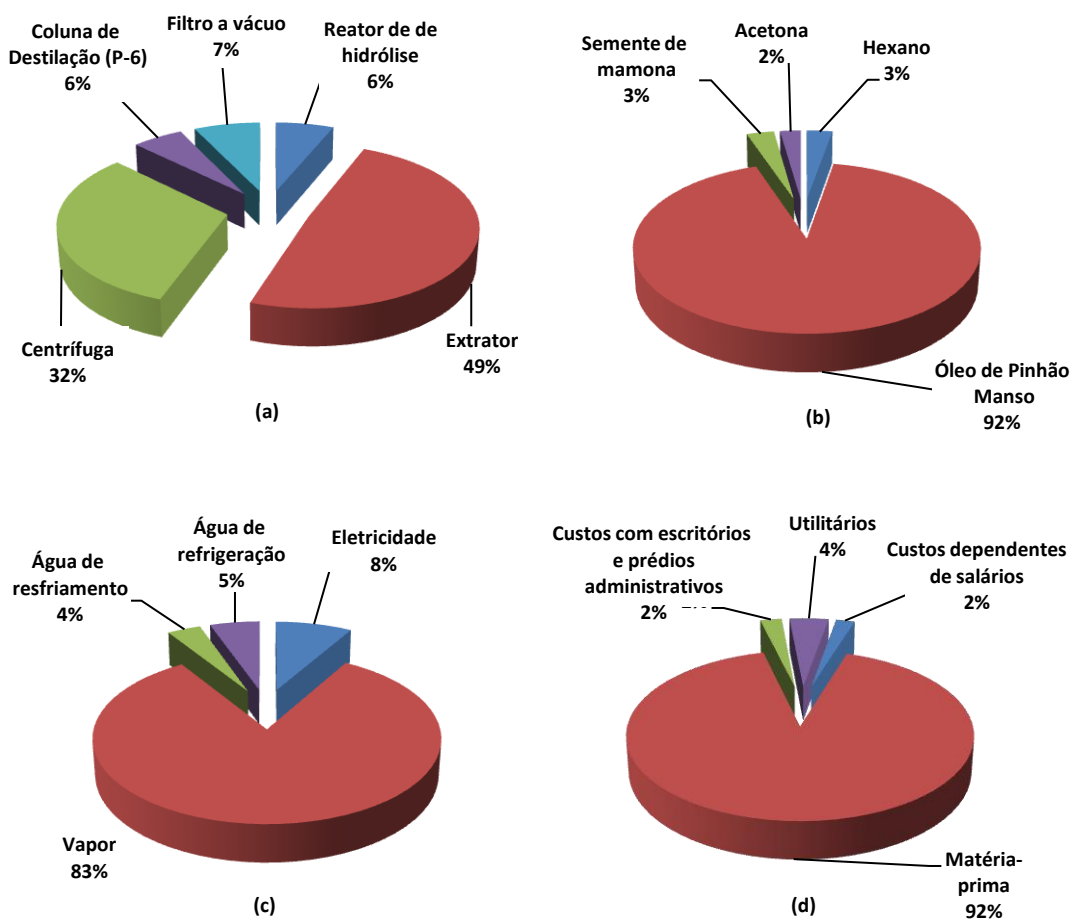 Coluna de
Destilação (P-6)
6%
Filtro a vácuo
7%
Reator de de
hidrólise
6%
Centrífuga
32%
Extrator
49%
(a)
Semente de
mamona
3%
Acetona
2%
Hexano
3%
Óleo de Pinhão
Manso
92%
(b)
Água de
resfriamento
4%
Água de
refrigeração
5%
Eletricidade
8%
Vapor
83%
(c)
Custos com escritórios
e prédios
administrativos
2%
Utilitários
4%
Custos dependentes
de salários
2%
Matéria-
prima
92%
(d)